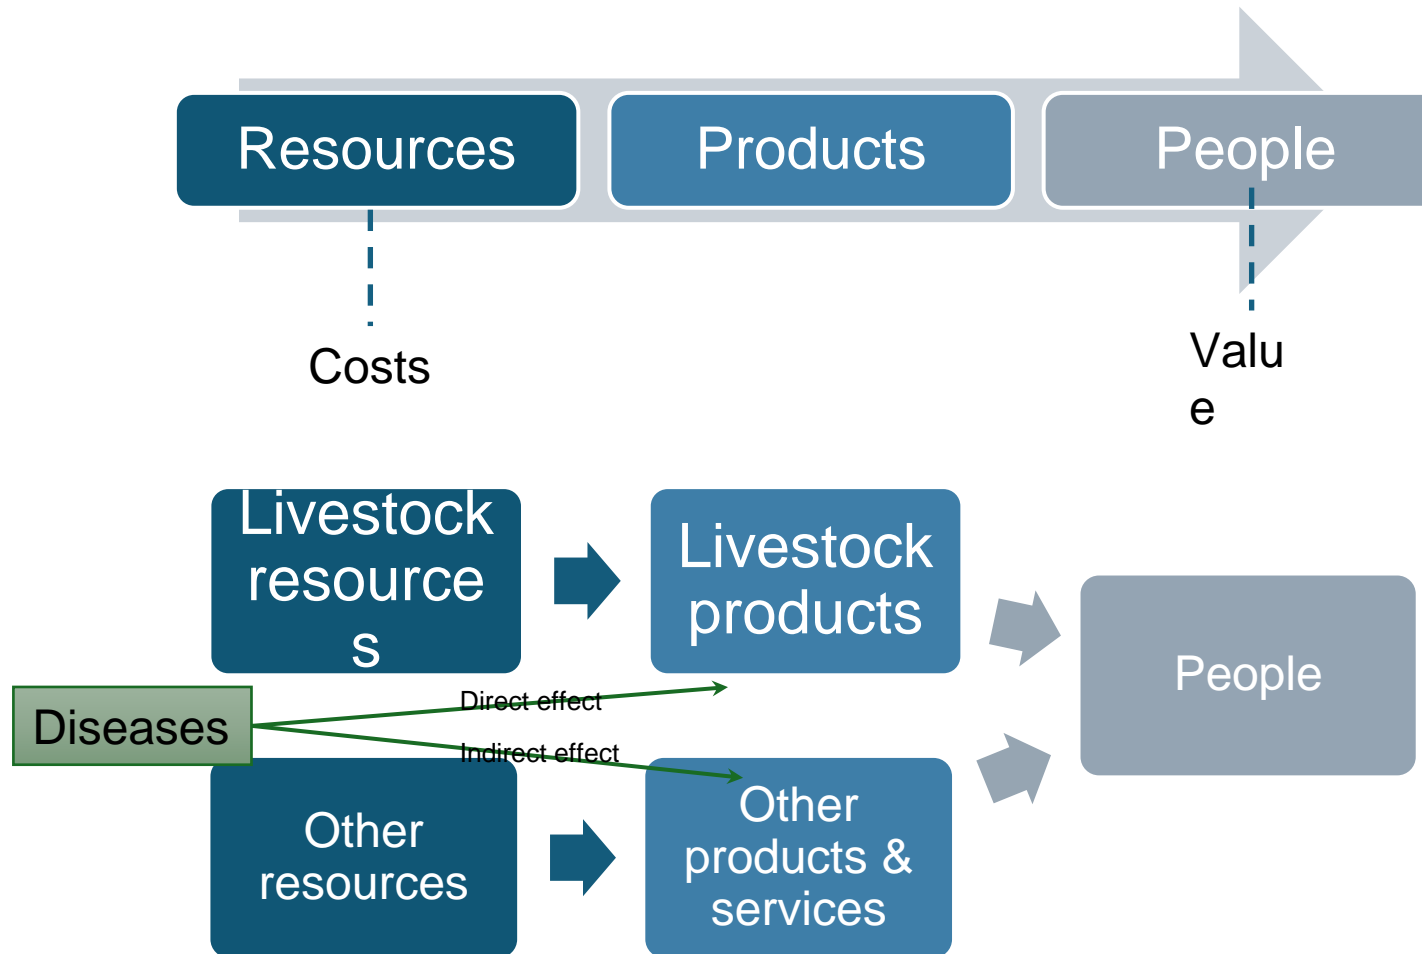 Resources
Products
People
Costs
Valu
e
Livestock
resource
s
Livestock
products
People
Diseases
Direct effect
Indirect effect
Other
resources
Other
products &
services